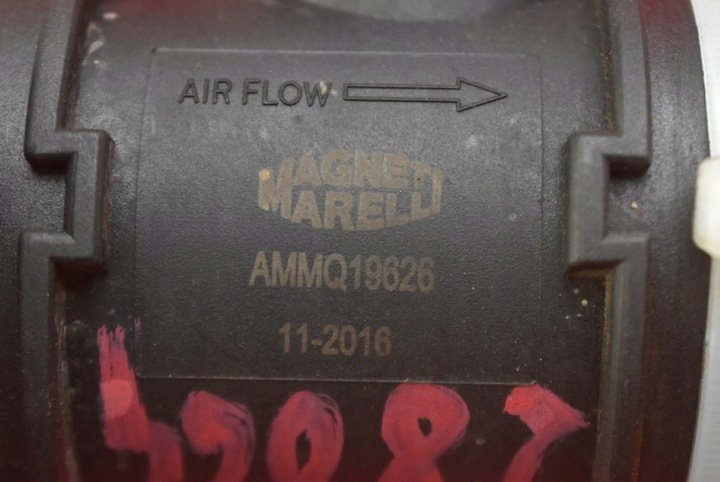 AIR FLOW
MAGNETI
MARELLI
AMMQ19626
11-2016